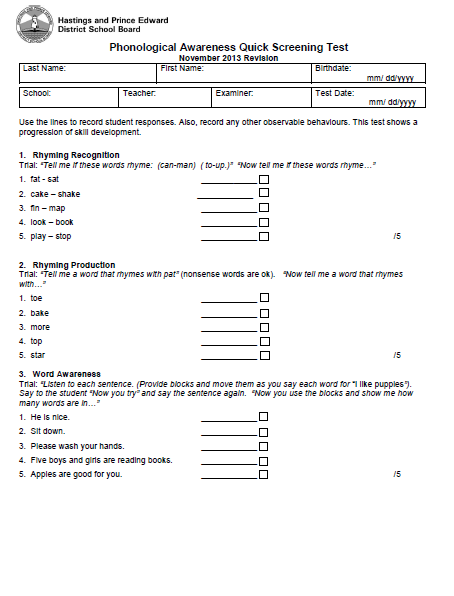 Hastings and Prince Edward
District School Board
Phonological Awareness Quick Screening Test
November 2013 Revision
Last Name: First Name: Birthdate:
mm/ dd/yyyy
School: Teacher: Examiner: Test Date:
mm/ dd/yyyy
Use the lines to record student responses. Also, record any other observable behaviours. This test shows a
progression of skill development.
1. Rhyming Recognition
Trial: “Tell me if these words rhyme: (can-man) ( to-up.)” “Now tell me if these words rhyme…”
1. fat - sat
2. cake – shake
3. fin – map
4. look – book
5. play – stop /5
2. Rhyming Production
Trial: “Tell me a word that rhymes with pat” (nonsense words are ok). “Now tell me a word that rhymes
with…”
1. toe
2. bake
3. more
4. top
5. star /5
3. Word Awareness
Trial: “Listen to each sentence. (Provide blocks and move them as you say each word for “I like puppies”).
Say to the student “Now you try” and say the sentence again. “Now you use the blocks and show me how
many words are in…”
1. He is nice.
2. Sit down.
3. Please wash your hands.
4. Five boys and girls are reading books.
5. Apples are good for you. /5